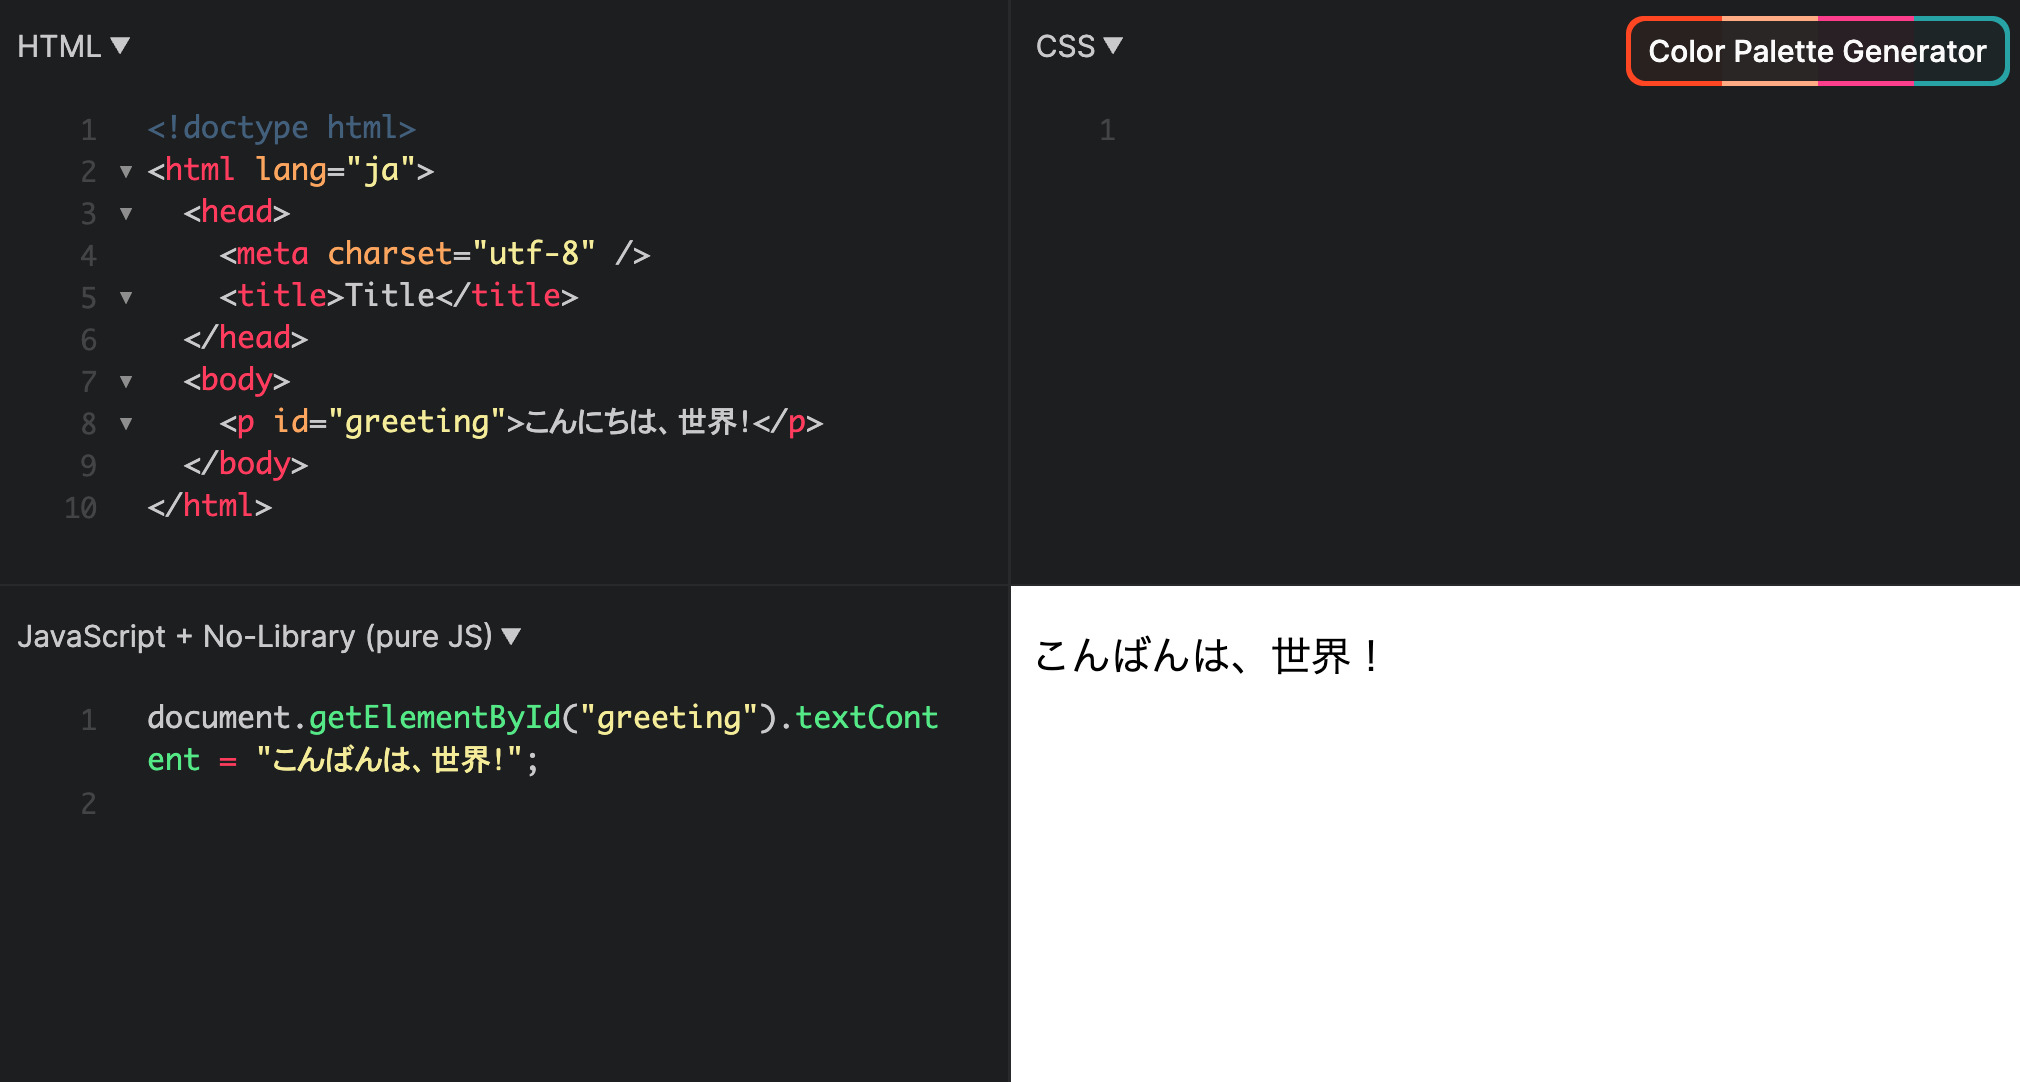 HTML ▼
1 <!doctype html>
2 ▼ <html lang="ja">
3 ▼   <head>
4     <meta charset="utf-8" />
5 ▼     <title>Title</title>
6   </head>
7 ▼   <body>
8 ▼     <p id="greeting">こんにちは、世界!</p>
9   </body>
10 </html>
CSS ▼
Color Palette Generator
1
JavaScript + No-Library (pure JS) ▼
1 document.getElementById("greeting").textCont
ent = "こんばんは、世界!";
2
こんばんは、世界！